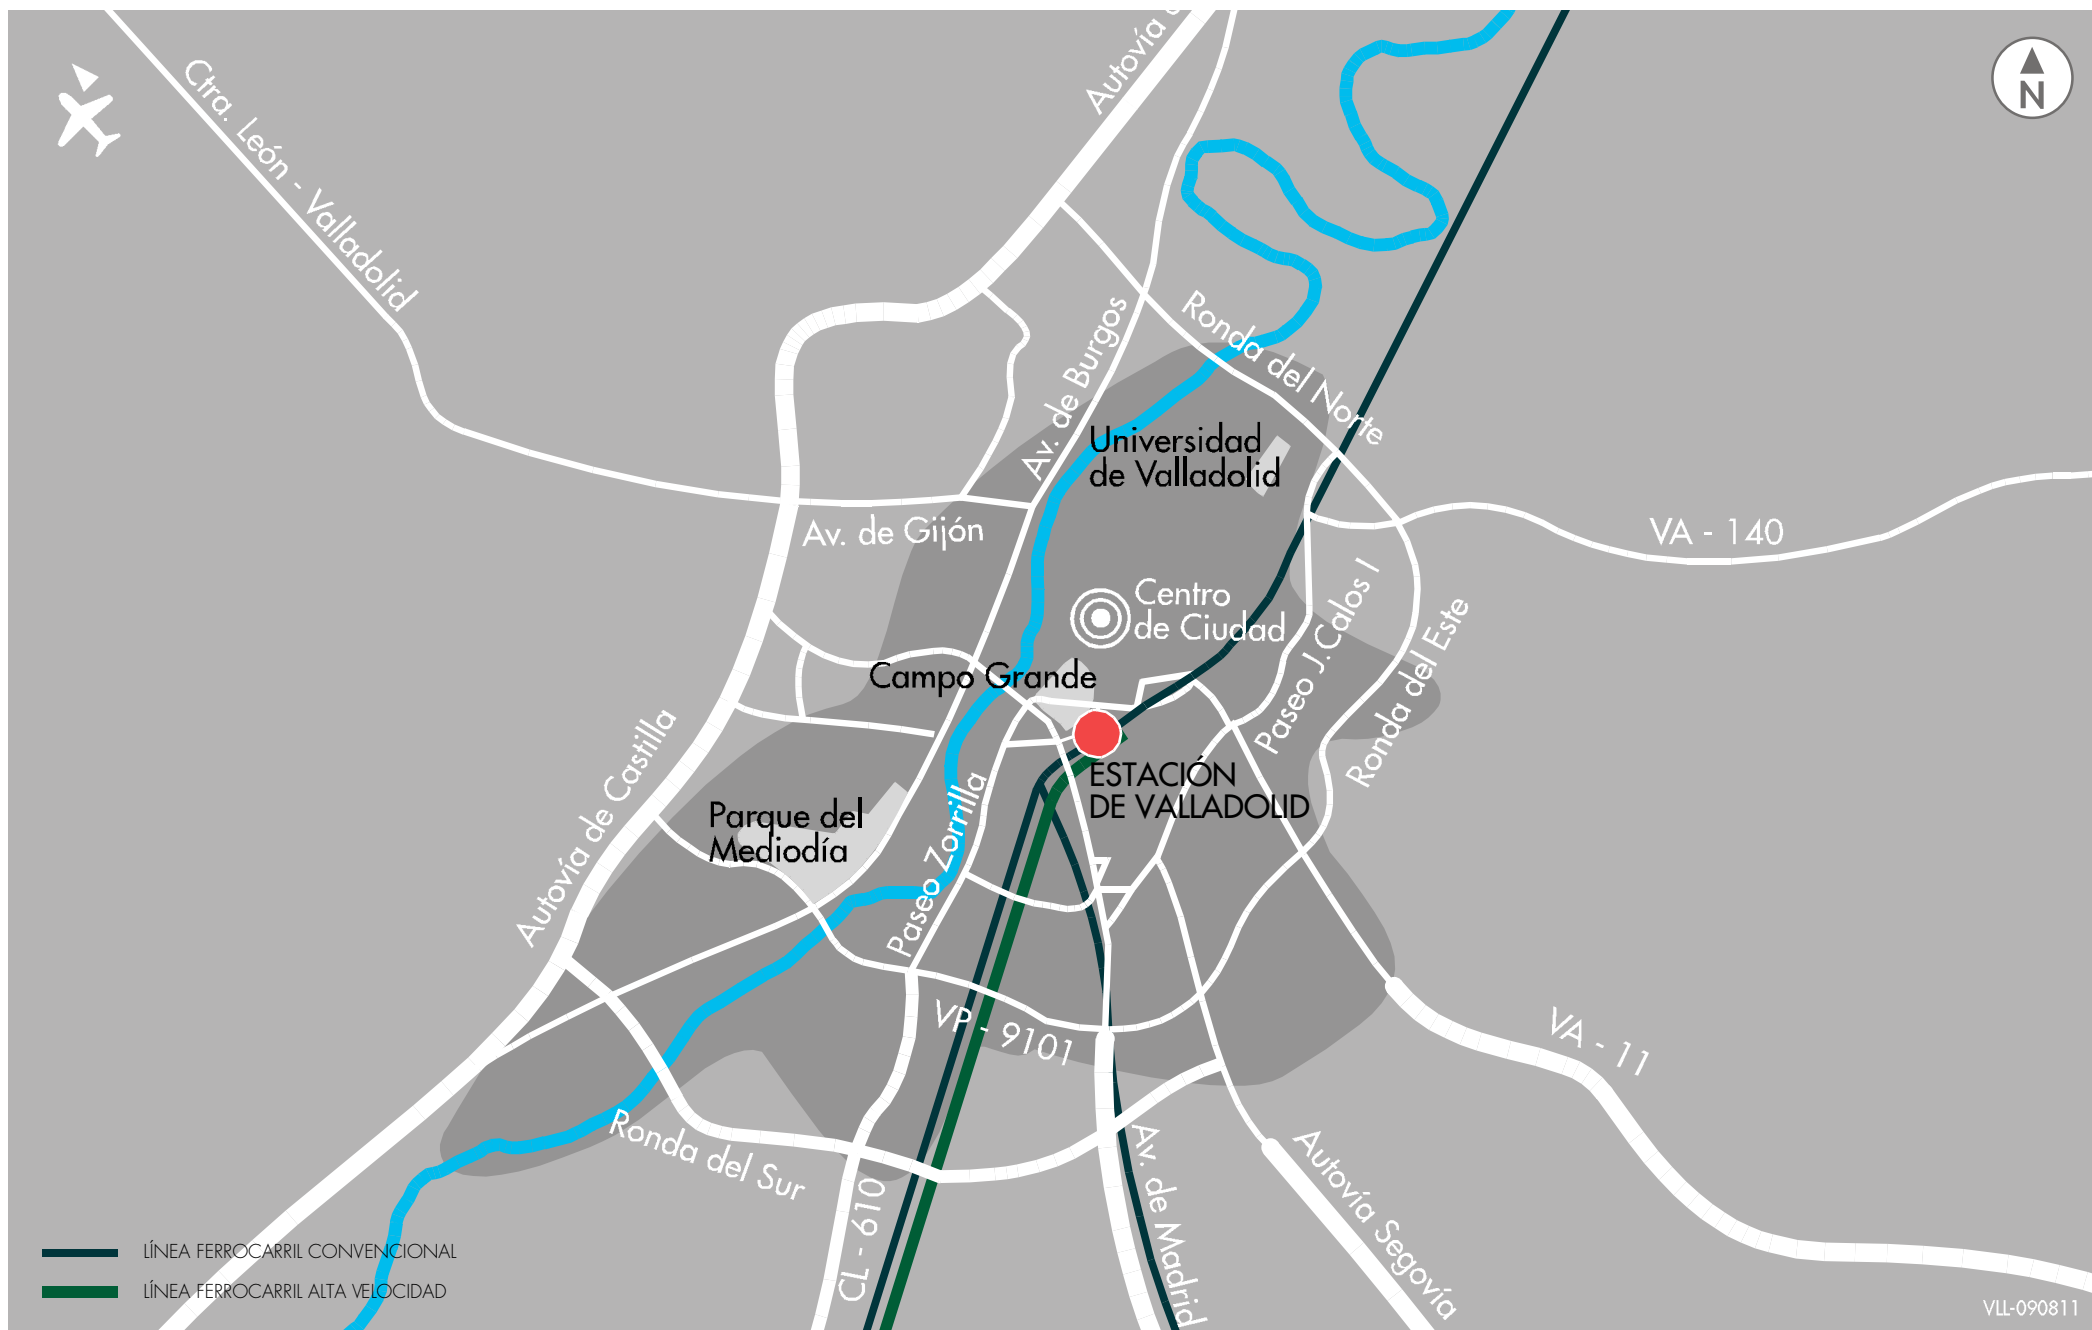 Autovía
N
Ctra. León - Valladolid
Av. de Burgos
Ronda del Norte
Universidad
de Valladolid
Av. de Gijón
VA - 140
Centro
de Ciudad
Paseo J.Calos I
Ronda del Este
Campo Grande
ESTACIÓN
DE VALLADOLID
Autovía de Castilla
Parque del
Mediodía
Paseo Zorrilla
VP - 9101
VA - 11
Ronda del Sur
CL - 610
Av. de Madrid
Autovía Segovía
LÍNEA FERROCARRIL CONVENCIONAL
LÍNEA FERROCARRIL ALTA VELOCIDAD
VLL-090811